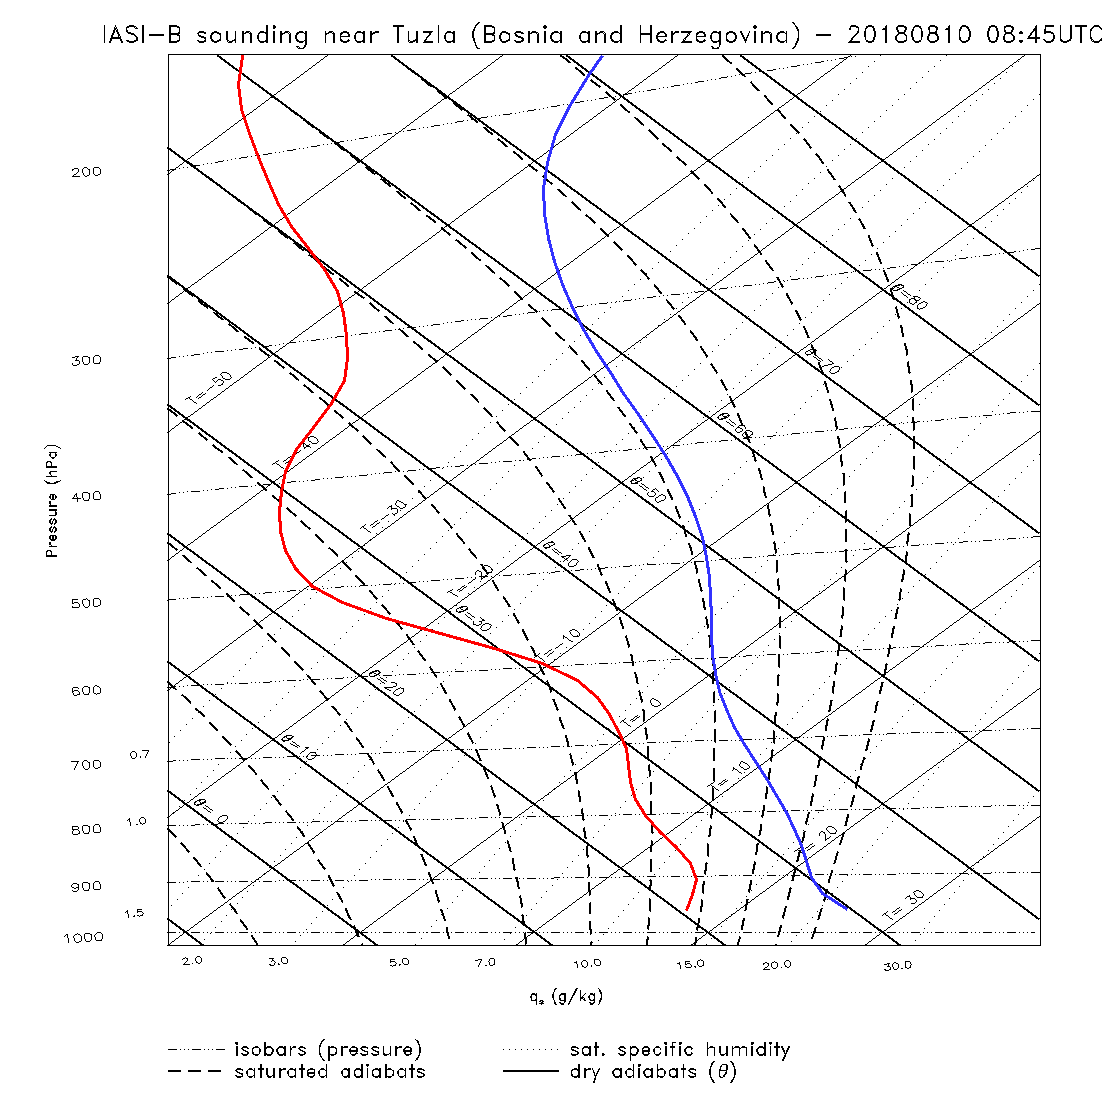 IASI-B sounding near Tuzla (Bosnia and Herzegovina) - 20180810 08:45UTC
200
θ=80
300
θ=70
T=-50
θ=60
T=-40
Pressure (hPa)
400
θ=50
T=-30
θ=40
T=-20
500
θ=30
T=-10
600
θ=20
T= 0
0.7
θ=10
700
T= 10
1.0
θ= 0
800
T= 20
900
1.5
T= 30
1000
2.0 3.0 5.0 7.0 10.0 15.0 20.0 30.0
q* (g/kg)
isobars (pressure) sat. specific humidity
saturated adiabats dry adiabats (θ)